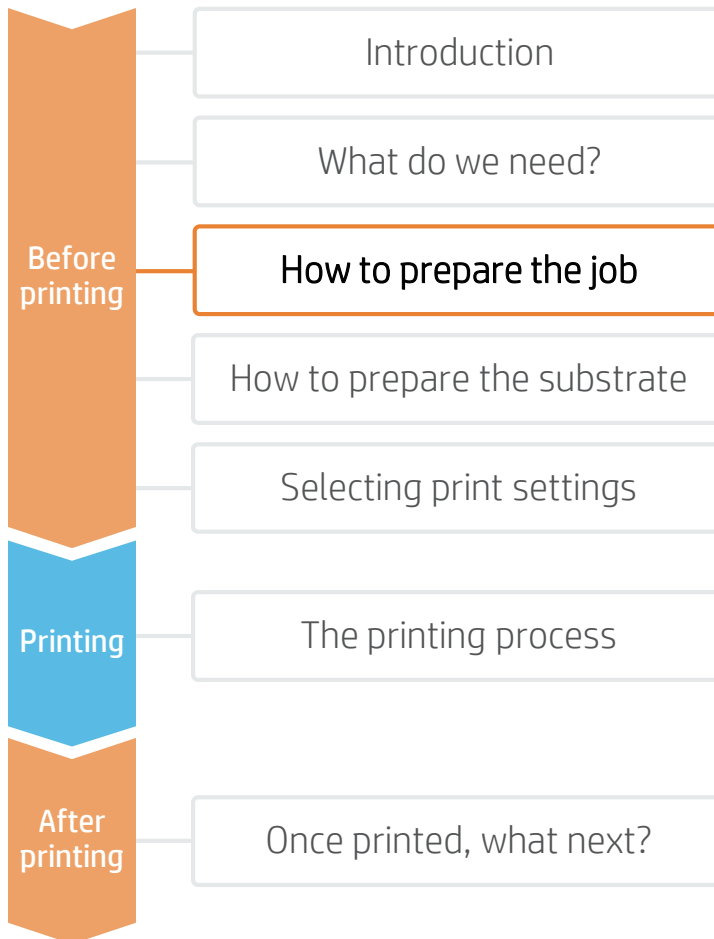 Before
printing
Introduction
What do we need?
How to prepare the job
How to prepare the substrate
Selecting print settings
Printing
The printing process
After
printing
Once printed, what next?